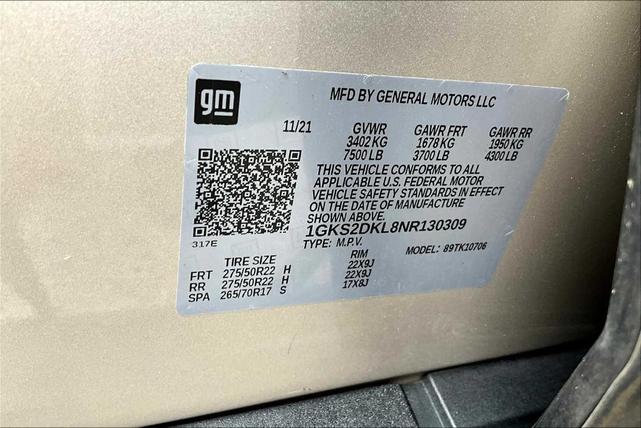 gm
MFD BY GENERAL MOTORS LLC
11/21 GVWR GAWR FRT GAWR RR
3402 KG 1678 KG 1950 KG
7500 LB 3700 LB 4300 LB
THIS VEHICLE CONFORMS TO ALL
APPLICABLE U.S. FEDERAL MOTOR
VEHICLE SAFETY STANDARDS IN EFFECT
ON THE DATE OF MANUFACTURE
SHOWN ABOVE.
1GKS2DKL8NR130309
317E
TYPE: M.P.V. MODEL: 89TK10706
TIRE SIZE RIM
FRT 275/50R22 H 22X9J
RR 275/50R22 H 22X9J
SPA 265/70R17 S 17X8J